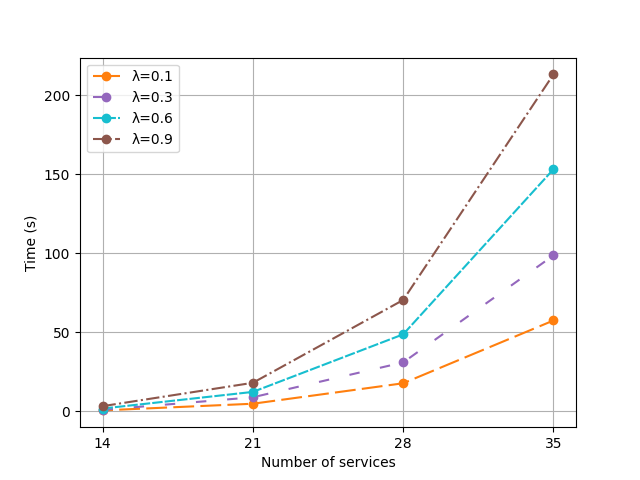 λ=0.1
λ=0.3
λ=0.6
λ=0.9
200
150
100
50
0
Time (s)
14 21 28 35
Number of services